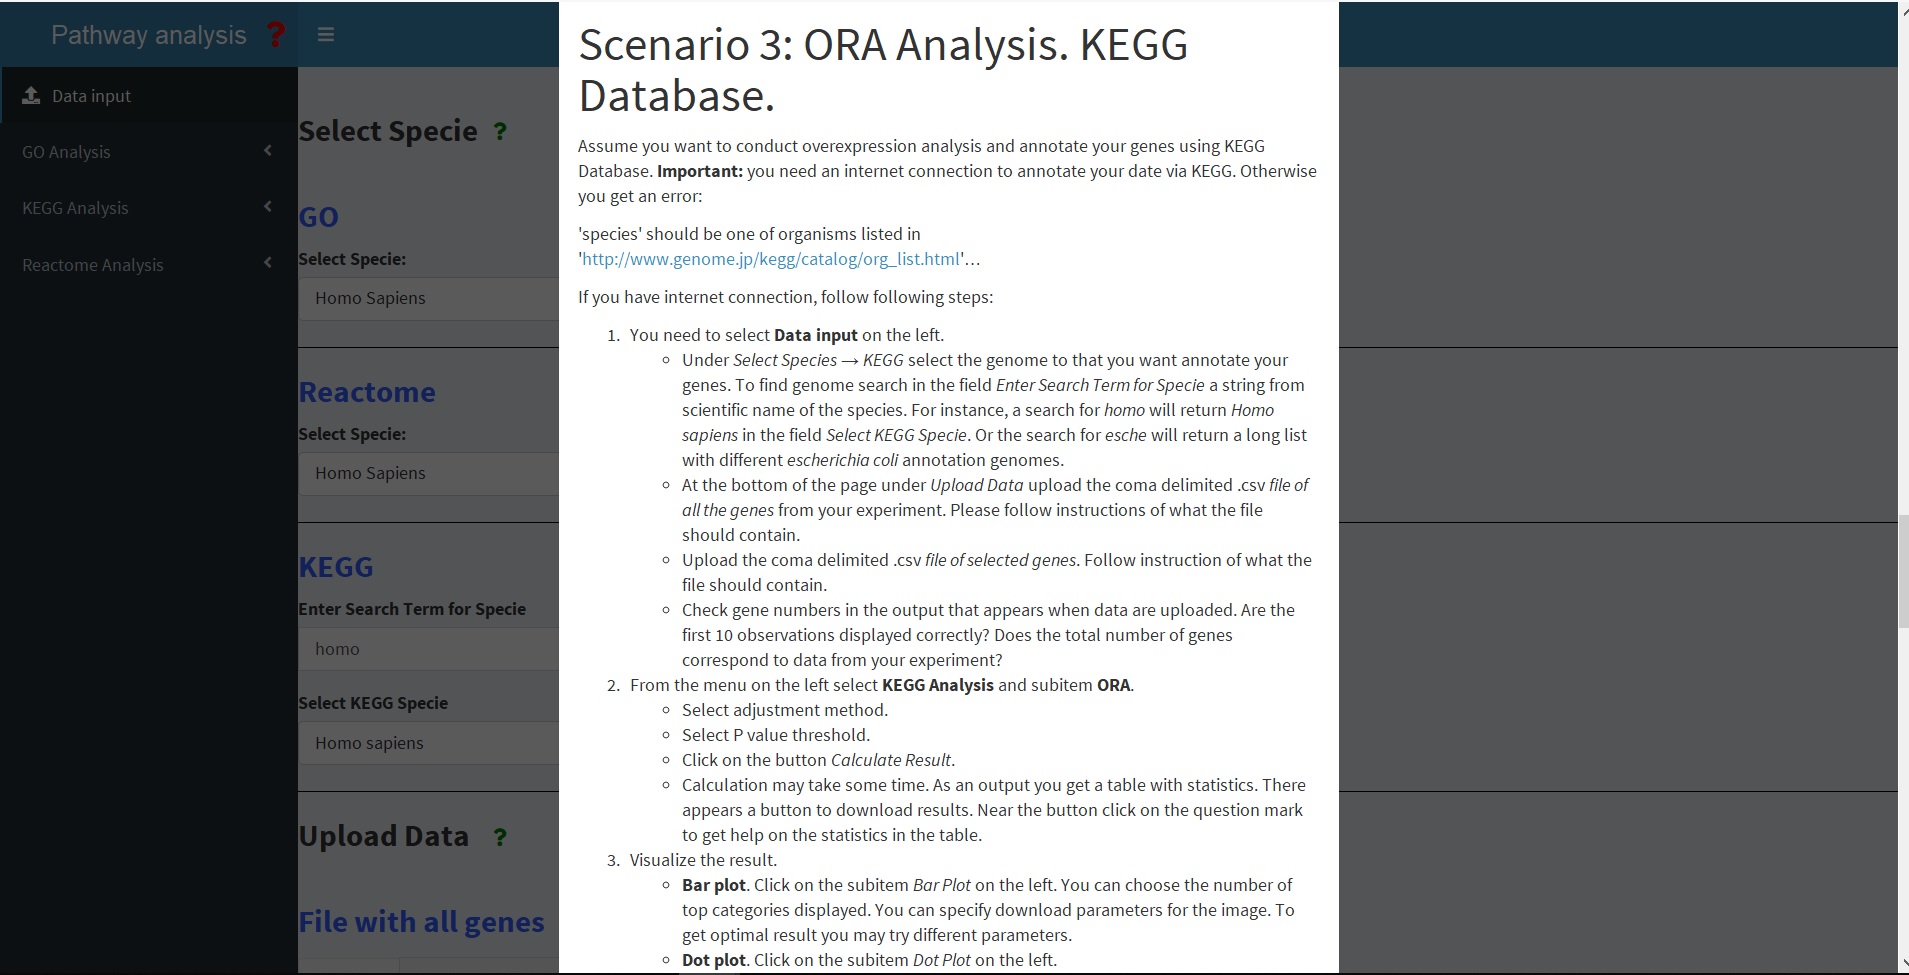 Pathway analysis ?
Data input
GO Analysis
KEGG Analysis
Reactome Analysis
Select Specie ?
GO
Select Specie:
Homo Sapiens
Reactome
Select Specie:
Homo Sapiens
KEGG
Enter Search Term for Specie
homo
Select KEGG Specie
Homo sapiens
Upload Data ?
File with all genes
Scenario 3: ORA Analysis. KEGG
Database.
Assume you want to conduct overexpression analysis and annotate your genes using KEGG
Database. Important: you need an internet connection to annotate your date via KEGG. Otherwise
you get an error:
'species' should be one of organisms listed in
'http://www.genome.jp/kegg/catalog/org_list.html'…
If you have internet connection, follow following steps:
1. You need to select Data input on the left.
◦ Under Select Species → KEGG select the genome to that you want annotate your
genes. To find genome search in the field Enter Search Term for Specie a string from
scientific name of the species. For instance, a search for homo will return Homo
sapiens in the field Select KEGG Specie. Or the search for esche will return a long list
with different escherichia coli annotation genomes.
◦ At the bottom of the page under Upload Data upload the coma delimited .csv file of
all the genes from your experiment. Please follow instructions of what the file
should contain.
◦ Upload the coma delimited .csv file of selected genes. Follow instruction of what the
file should contain.
◦ Check gene numbers in the output that appears when data are uploaded. Are the
first 10 observations displayed correctly? Does the total number of genes
correspond to data from your experiment?
2. From the menu on the left select KEGG Analysis and subitem ORA.
◦ Select adjustment method.
◦ Select P value threshold.
◦ Click on the button Calculate Result.
◦ Calculation may take some time. As an output you get a table with statistics. There
appears a button to download results. Near the button click on the question mark
to get help on the statistics in the table.
3. Visualize the result.
◦ Bar plot. Click on the subitem Bar Plot on the left. You can choose the number of
top categories displayed. You can specify download parameters for the image. To
get optimal result you may try different parameters.
◦ Dot plot. Click on the subitem Dot Plot on the left.